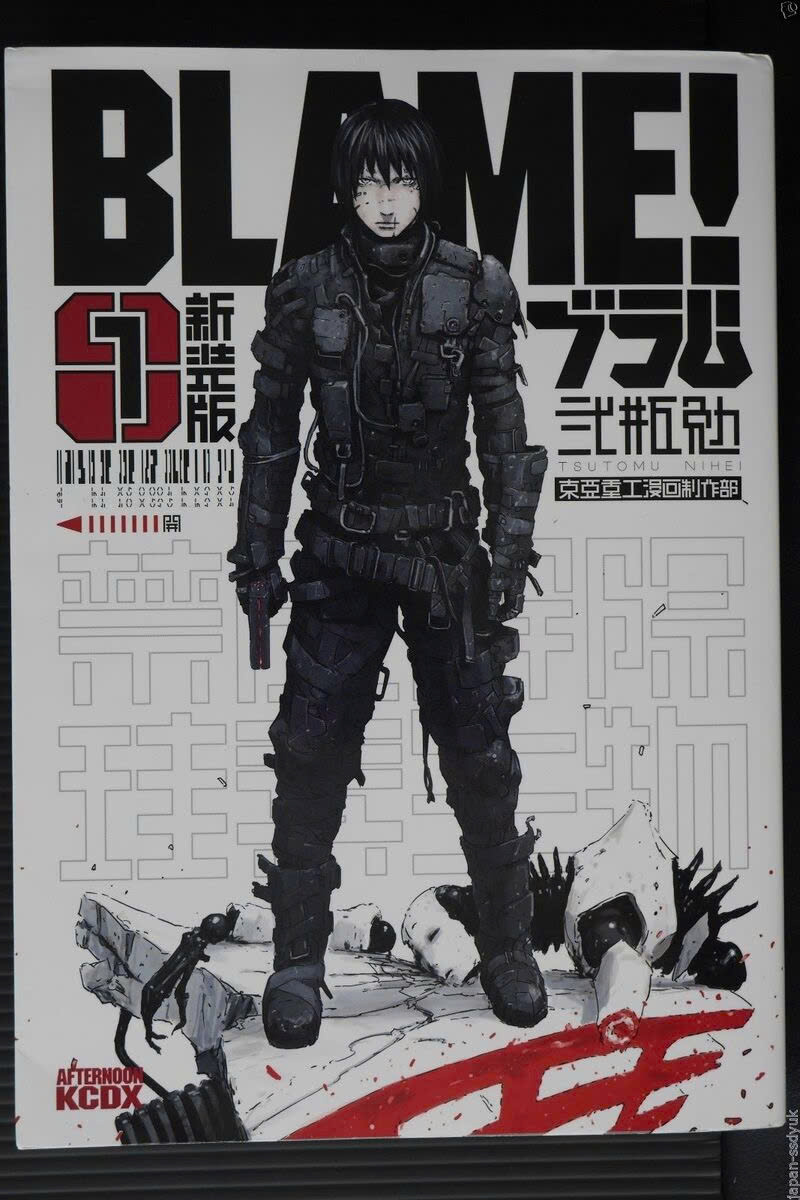 BLAME!
1
新装版
ブラム
弐瓶勉
TSUTOMU NIHEI
東亜重工漫画制作部
開
AFTERNOON
KCDX
japan-ssdyuk